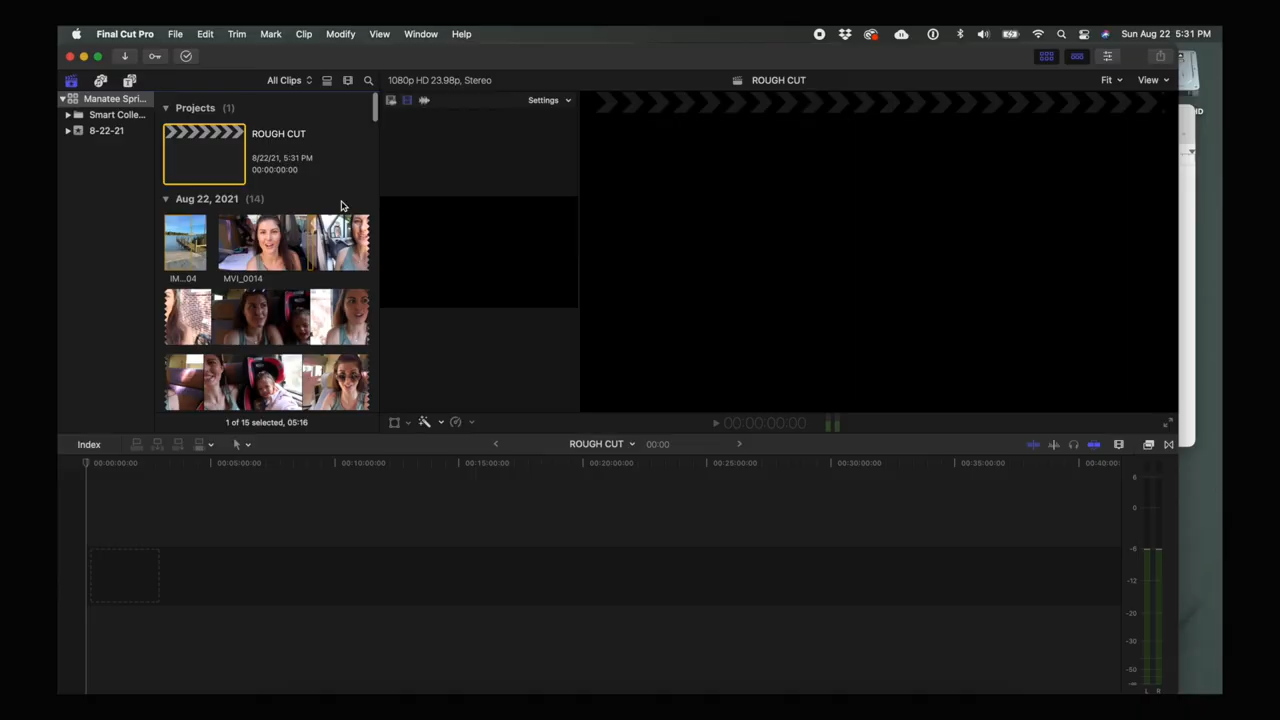 Final Cut Pro File Edit Trim Mark Clip Modify View Window Help Sun Aug 22 5:31 PM
All Clips 1080p HD 23.98p, Stereo ROUGH CUT Fit View
Manatee Spri...
Smart Colle...
8-22-21
Projects (1)
ROUGH CUT
8/22/21, 5:31 PM
00:00:00:00
Aug 22, 2021 (14)
IM...04 MVI_0014
1 of 15 selected, 05:16
Settings
HD
00:00:00:00
Index ROUGH CUT 00:00
00:00:00:00 00:05:00:00 00:10:00:00 00:15:00:00 00:20:00:00 00:25:00:00 00:30:00:00 00:35:00:00 00:40:00:
6
0
-6
-12
-20
-30
-50
-∞
L R